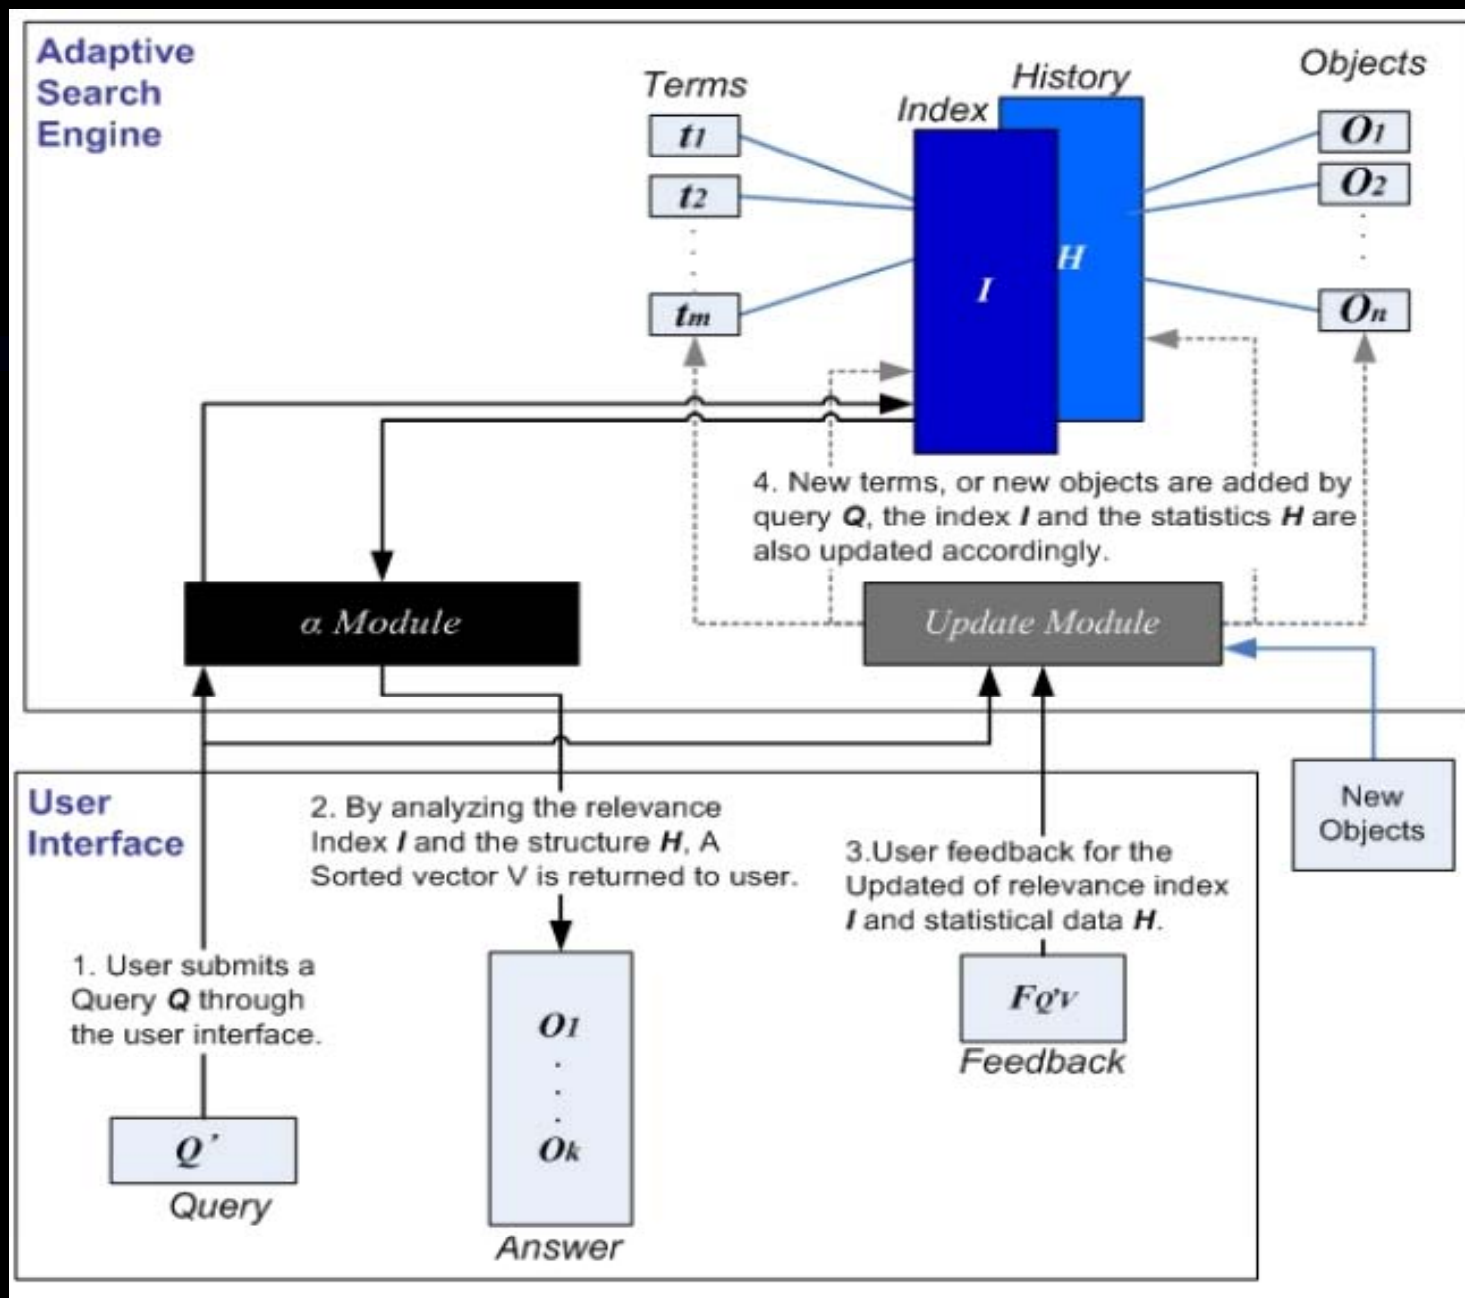 Adaptive
Search
Engine
Terms
Index
History
Objects
t1
t2
tm
I
H
O1
O2
On
4. New terms, or new objects are added by
query Q, the index I and the statistics H are
also updated accordingly.
α Module
Update Module
User
Interface
2. By analyzing the relevance
Index I and the structure H, A
Sorted vector V is returned to user.
3.User feedback for the
Updated of relevance index
I and statistical data H.
New
Objects
1. User submits a
Query Q through
the user interface.
Q’
Query
O1
Ok
Answer
FQ’V
Feedback